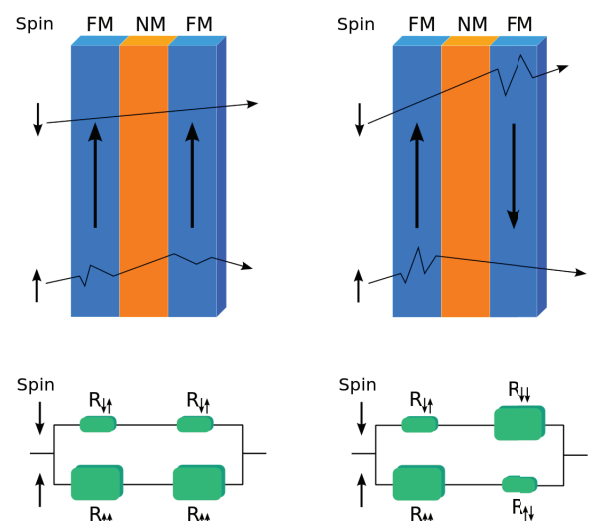 Spin FM NM FM
Spin FM NM FM
Spin
R↓↑ R↓↑
R↑↑ R↑↑
Spin
R↓↑ R↓↓
R↑↑ R↑↓